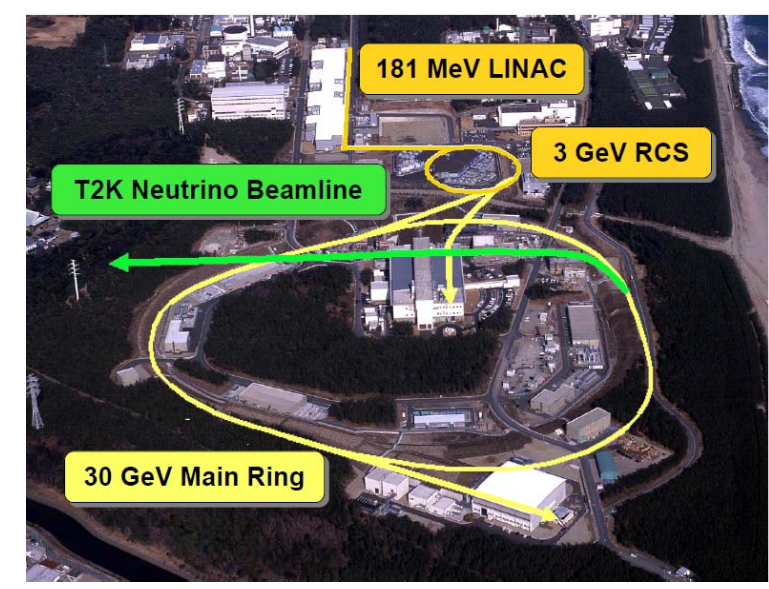 181 MeV LINAC
3 GeV RCS
T2K Neutrino Beamline
30 GeV Main Ring